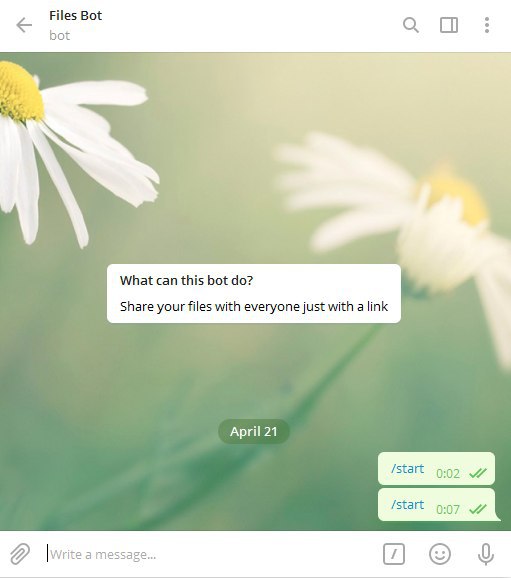 Files Bot
bot
What can this bot do?
Share your files with everyone just with a link
April 21
/start 0:02
/start 0:07
Write a message...